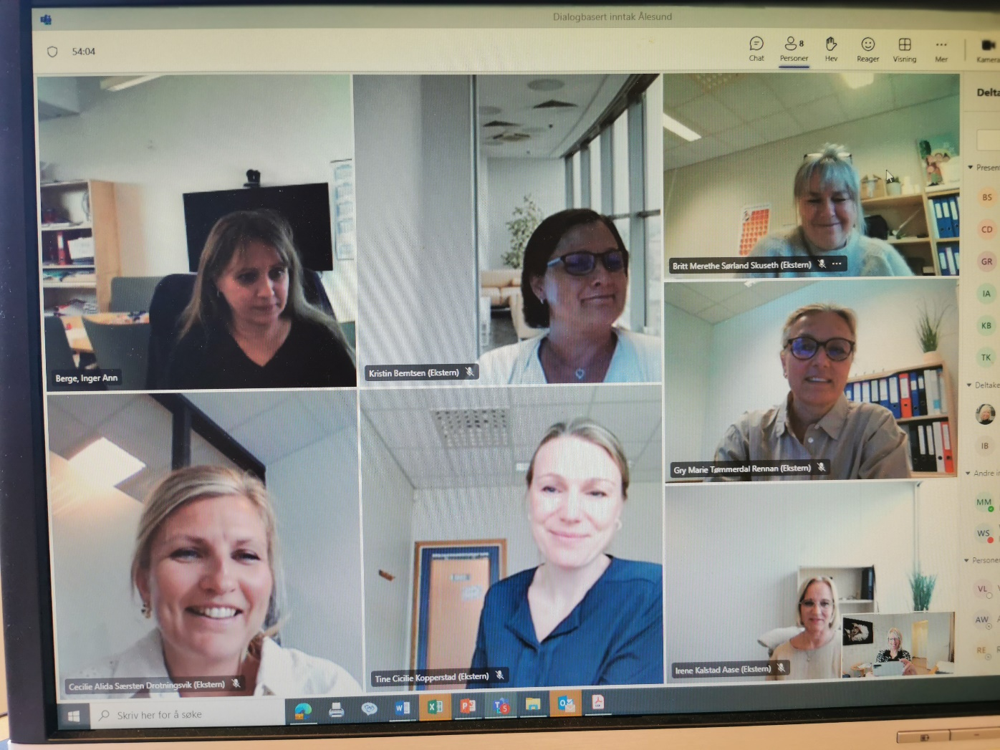 Dialogbasert inntak Ålesund
54:04
Chat
Personer 8
Hev
Reager
Visning
Mer
Kamera
Delta
Berge, Inger Ann
Kristin Berntsen (Ekstern)
Britt Merethe Sørland Skuseth (Ekstern)
Gry Marie Tømmerdal Rennan (Ekstern)
Cecilie Alida Særsten Drotningsvik (Ekstern)
Tine Cicilie Kopperstad (Ekstern)
Irene Kalstad Aase (Ekstern)
Present
BS
CD
GR
IA
KB
TK
Deltake
IB
Andre i
MM
WS
Persone
VL
AW
RE
Skriv her for å søke